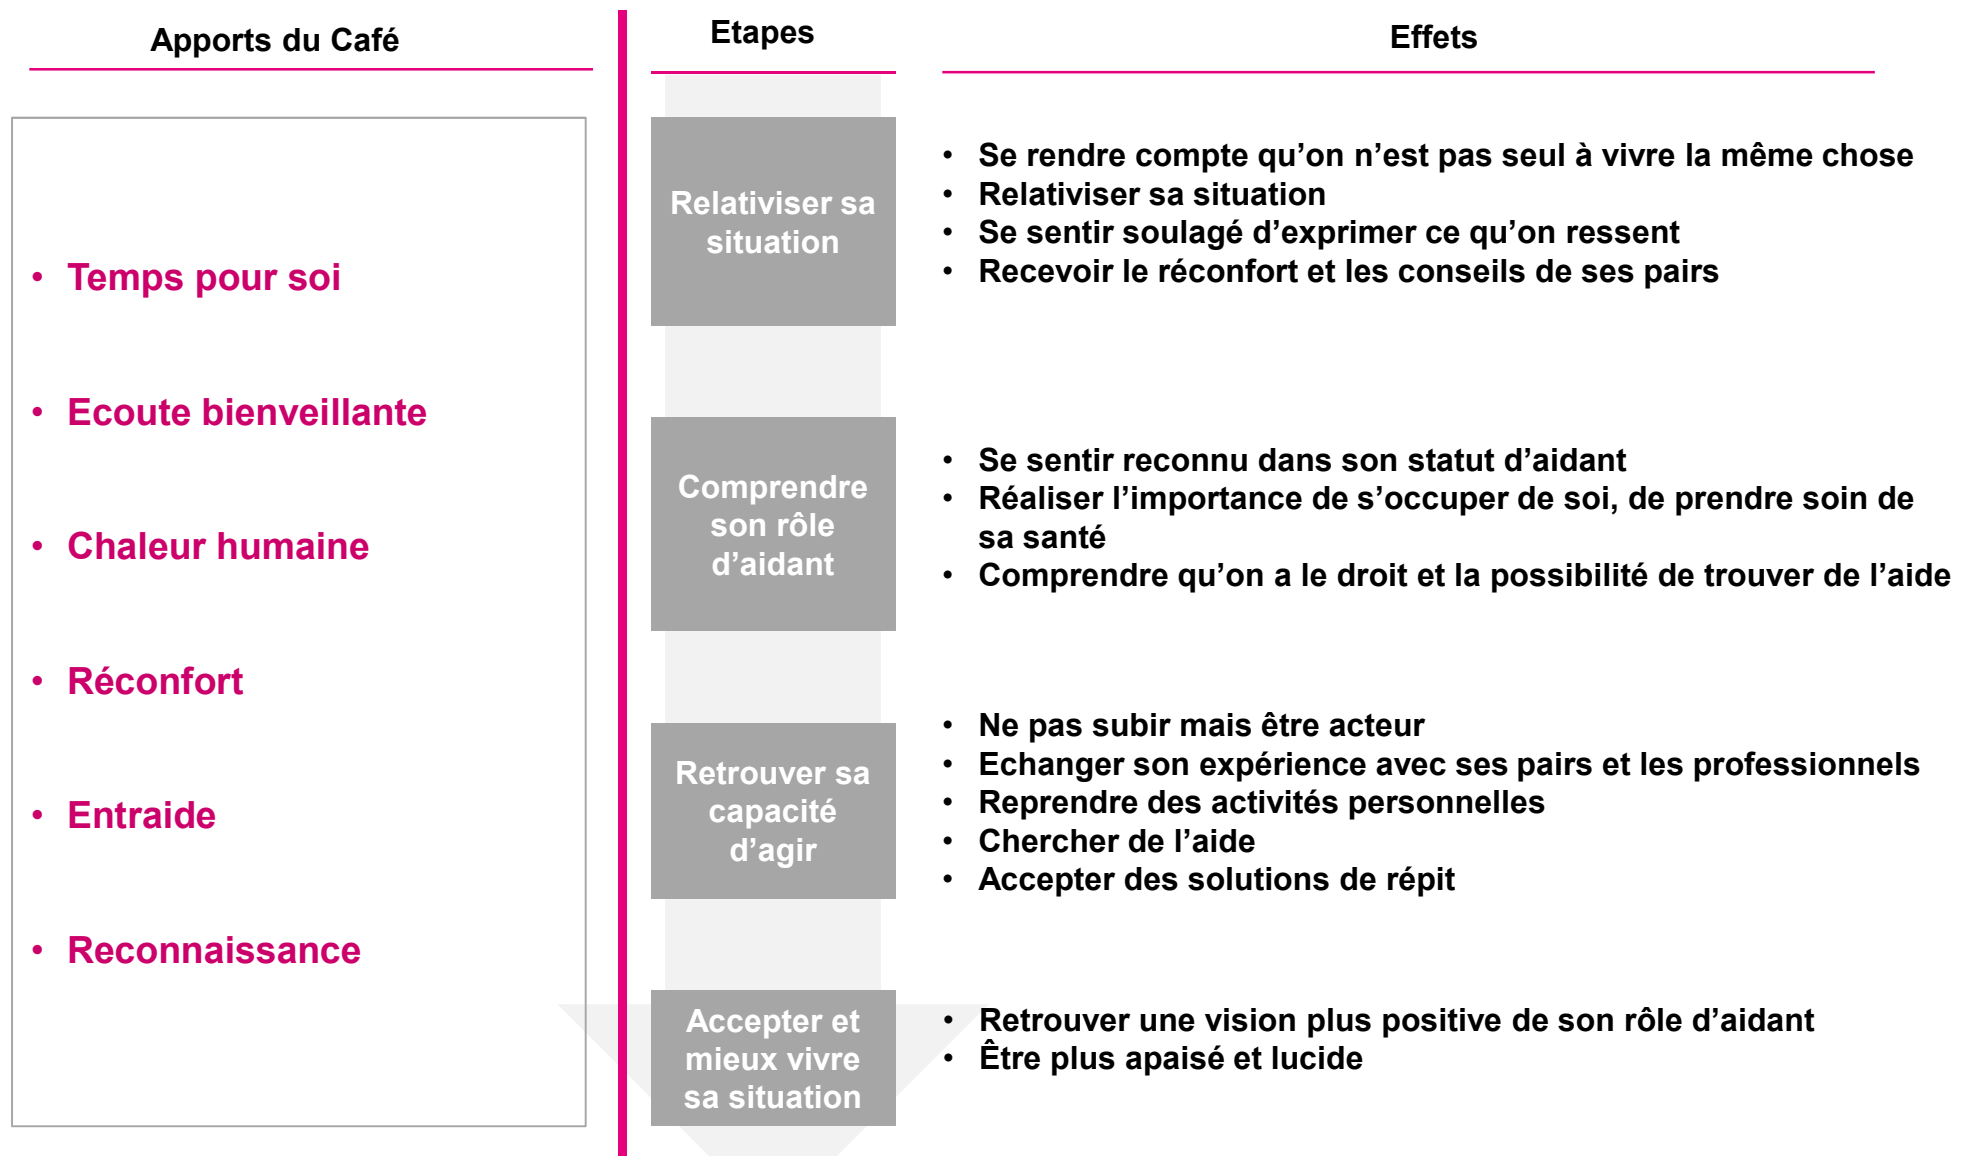 Apports du Café
• Temps pour soi
• Ecoute bienveillante
• Chaleur humaine
• Réconfort
• Entraide
• Reconnaissance
Etapes
Relativiser sa
situation
Comprendre
son rôle
d’aidant
Retrouver sa
capacité
d’agir
Accepter et
mieux vivre
sa situation
Effets
• Se rendre compte qu’on n’est pas seul à vivre la même chose
• Relativiser sa situation
• Se sentir soulagé d’exprimer ce qu’on ressent
• Recevoir le réconfort et les conseils de ses pairs
• Se sentir reconnu dans son statut d’aidant
• Réaliser l’importance de s’occuper de soi, de prendre soin de
sa santé
• Comprendre qu’on a le droit et la possibilité de trouver de l’aide
• Ne pas subir mais être acteur
• Echanger son expérience avec ses pairs et les professionnels
• Reprendre des activités personnelles
• Chercher de l’aide
• Accepter des solutions de répit
• Retrouver une vision plus positive de son rôle d’aidant
• Être plus apaisé et lucide